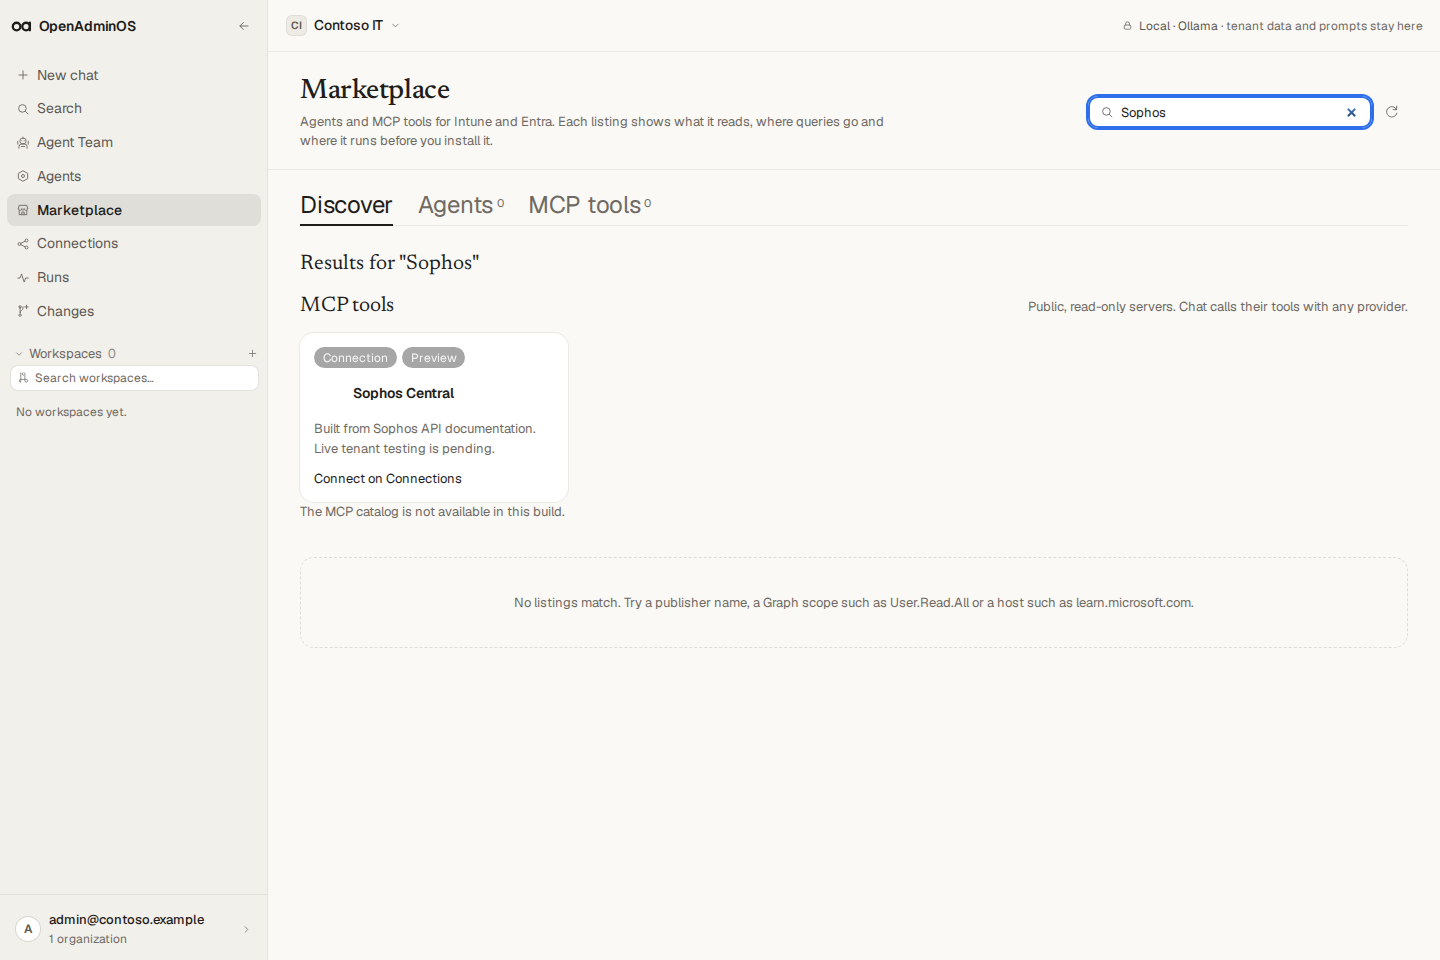 OpenAdminOS
New chat
Search
Agent Team
Agents
Marketplace
Connections
Runs
Changes
Workspaces 0
Search workspaces…
No workspaces yet.
admin@contoso.example
A
1 organization
CI Contoso IT
Local · Ollama · tenant data and prompts stay here
Marketplace
Agents and MCP tools for Intune and Entra. Each listing shows what it reads, where queries go and
where it runs before you install it.
Sophos
Discover Agents 0 MCP tools 0
Results for "Sophos"
MCP tools
Public, read-only servers. Chat calls their tools with any provider.
Connection Preview
Sophos Central
Built from Sophos API documentation.
Live tenant testing is pending.
Connect on Connections
The MCP catalog is not available in this build.
No listings match. Try a publisher name, a Graph scope such as User.Read.All or a host such as learn.microsoft.com.